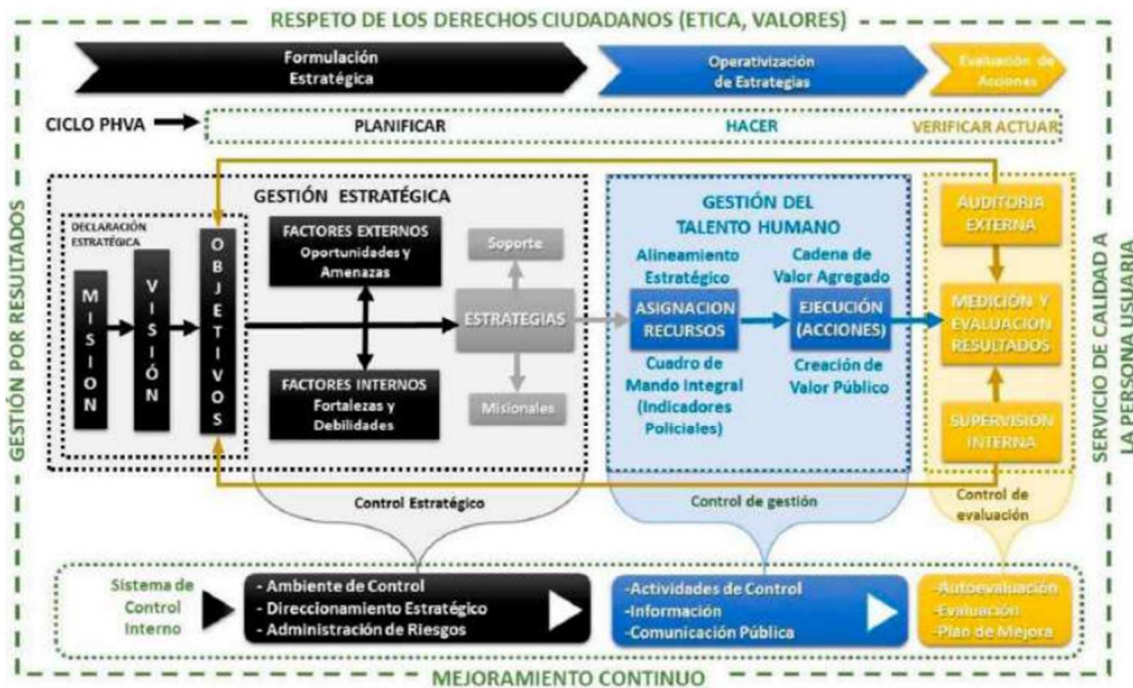 RESPETO DE LOS DERECHOS CIUDADANOS (ETICA, VALORES)
Formulación
Estratégica
Operativización
de Estrategias
Evaluación de
Acciones
CICLO PHVA
PLANIFICAR
HACER
VERIFICAR ACTUAR
GESTIÓN POR RESULTADOS
GESTIÓN ESTRATÉGICA
DECLARACIÓN
ESTRATÉGICA
MISION
VISIÓN
OBJETIVOS
FACTORES EXTERNOS
Oportunidades y
Amenazas
FACTORES INTERNOS
Fortalezas y
Debilidades
Soporte
ESTRATEGIAS
Misionales
GESTIÓN DEL
TALENTO HUMANO
Alineamiento
Estratégico
ASIGNACION
RECURSOS
Cuadro de
Mando Integral
(Indicadores
Policiales)
Cadena de
Valor Agregado
EJECUCIÓN
(ACCIONES)
Creación de
Valor Público
AUDITORIA
EXTERNA
MEDICIÓN Y
EVALUACIÓN
RESULTADOS
SUPERVISIÓN
INTERNA
SERVICIO DE CALIDAD A
LA PERSONA USUARIA
Control Estratégico
Control de gestión
Control de
evaluación
Sistema de
Control
Interno
- Ambiente de Control
- Direccionamiento Estratégico
- Administración de Riesgos
-Actividades de Control
-Información
-Comunicación Pública
-Autoevaluación
-Evaluación
-Plan de Mejora
MEJORAMIENTO CONTINUO